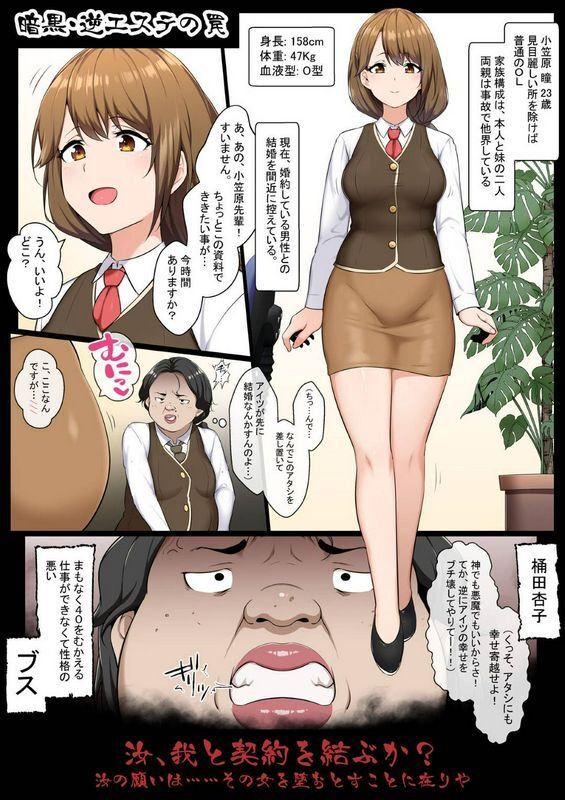 暗黒・逆エステの罠
身長: 158cm
体重: 47Kg
血液型: O型
小笠原 瞳 23歳
見目麗しい所を除けば
普通のOL
家族構成は、本人と妹の二人
両親は事故で他界している
現在、婚約している男性との
結婚を間近に控えている。
あ、あの、小笠原先輩！
すいません。
ちょっとこの資料で
ききたい事が…
今時間
ありますか？
うん、いいよ！
どこ？
むにこ
こ、ここなん
ですが…
(ちっ…んで…
なんでこのアタシを
差し置いて
アイツが先に
結婚なんかすんのよ…)
桶田杏子
まもなく40をむかえる
仕事ができなくて性格の
悪い
ブス
(くっそ、アタシにも
幸せ寄越せよ！
神でも悪魔でもいいからさ！
てか、逆にアイツの幸せを
ブチ壊してやりてー！！)
汝、我と契約を結ぶか？
汝の願いは……その女を堕おとすことに在りや